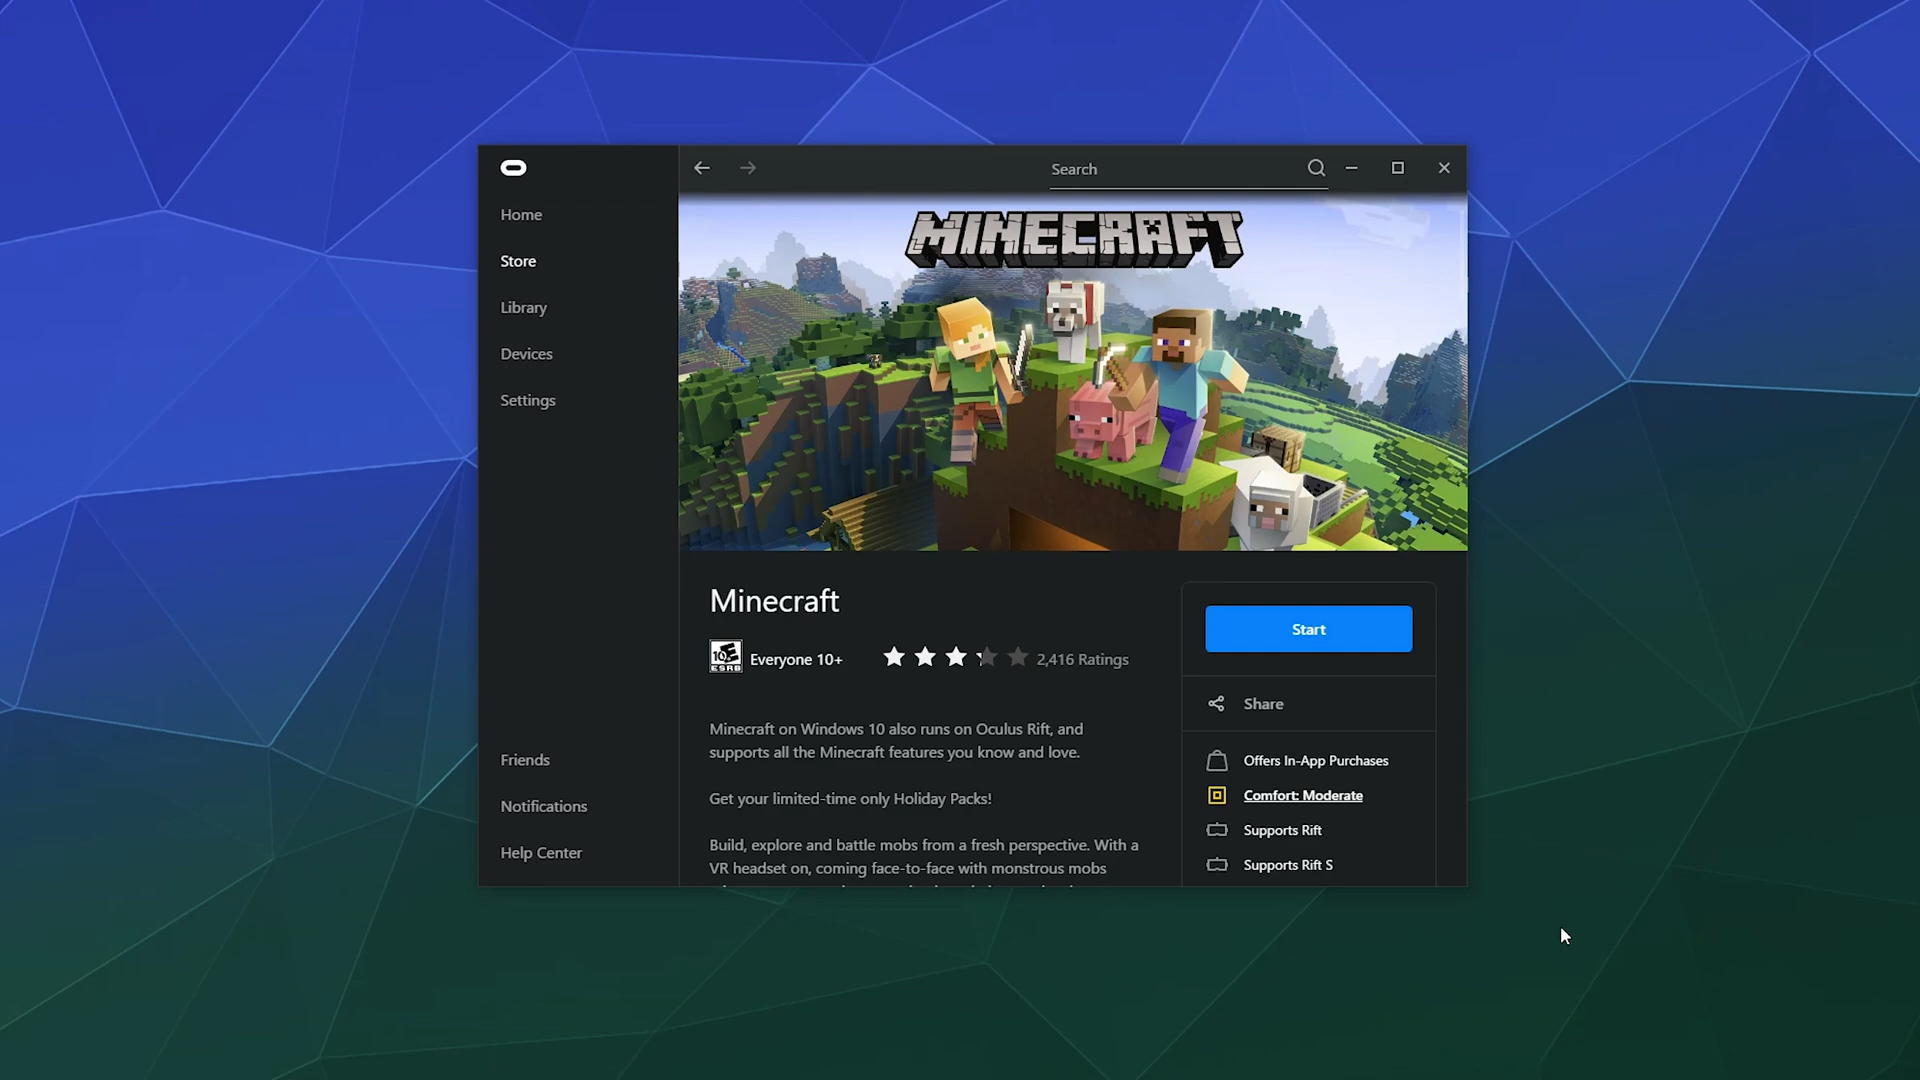 Search
Home
Store
Library
Devices
Settings
Friends
Notifications
Help Center
MINECRAFT
Minecraft
10+
E
ESRB
Everyone 10+
2,416 Ratings
Minecraft on Windows 10 also runs on Oculus Rift, and
supports all the Minecraft features you know and love.
Get your limited-time only Holiday Packs!
Build, explore and battle mobs from a fresh perspective. With a
VR headset on, coming face-to-face with monstrous mobs
Start
Share
Offers In-App Purchases
Comfort: Moderate
Supports Rift
Supports Rift S